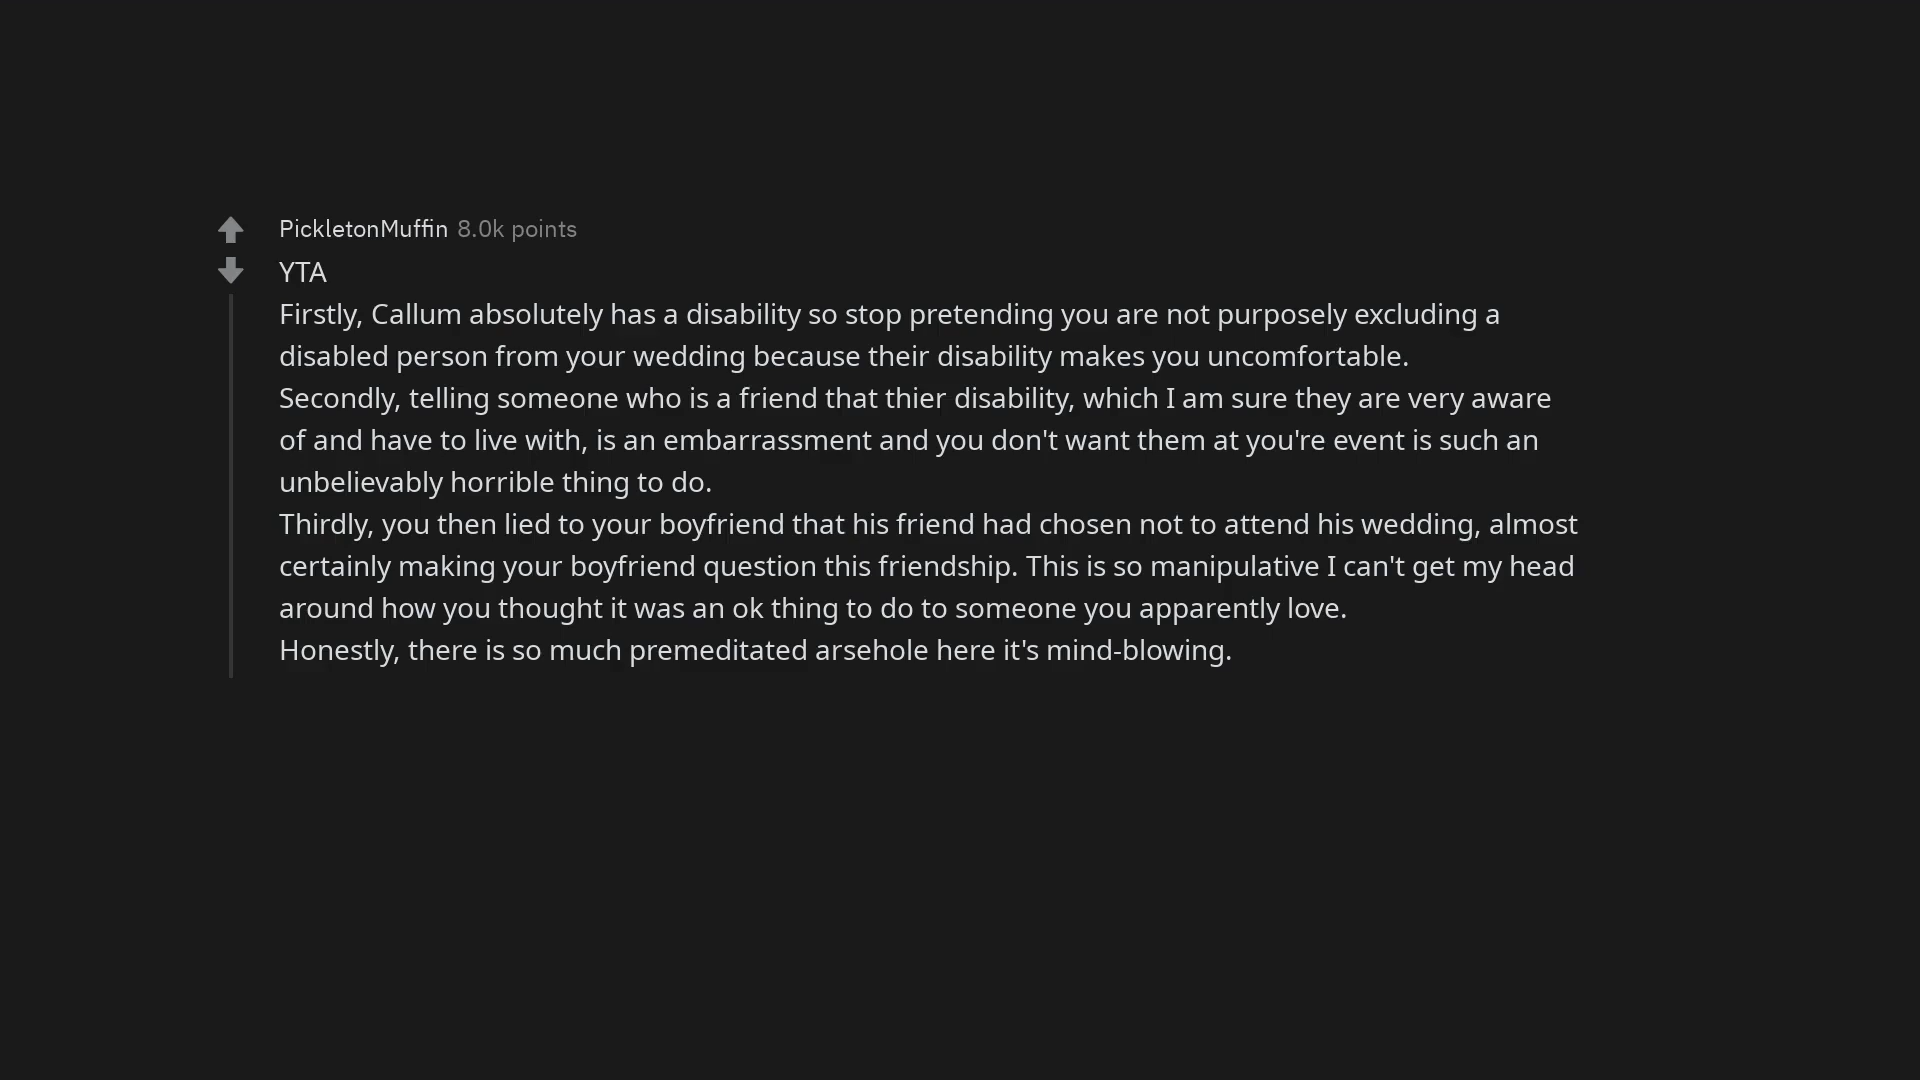 PickletonMuffin 8.0k points
YTA
Firstly, Callum absolutely has a disability so stop pretending you are not purposely excluding a
disabled person from your wedding because their disability makes you uncomfortable.
Secondly, telling someone who is a friend that thier disability, which I am sure they are very aware
of and have to live with, is an embarrassment and you don't want them at you're event is such an
unbelievably horrible thing to do.
Thirdly, you then lied to your boyfriend that his friend had chosen not to attend his wedding, almost
certainly making your boyfriend question this friendship. This is so manipulative I can't get my head
around how you thought it was an ok thing to do to someone you apparently love.
Honestly, there is so much premeditated arsehole here it's mind-blowing.